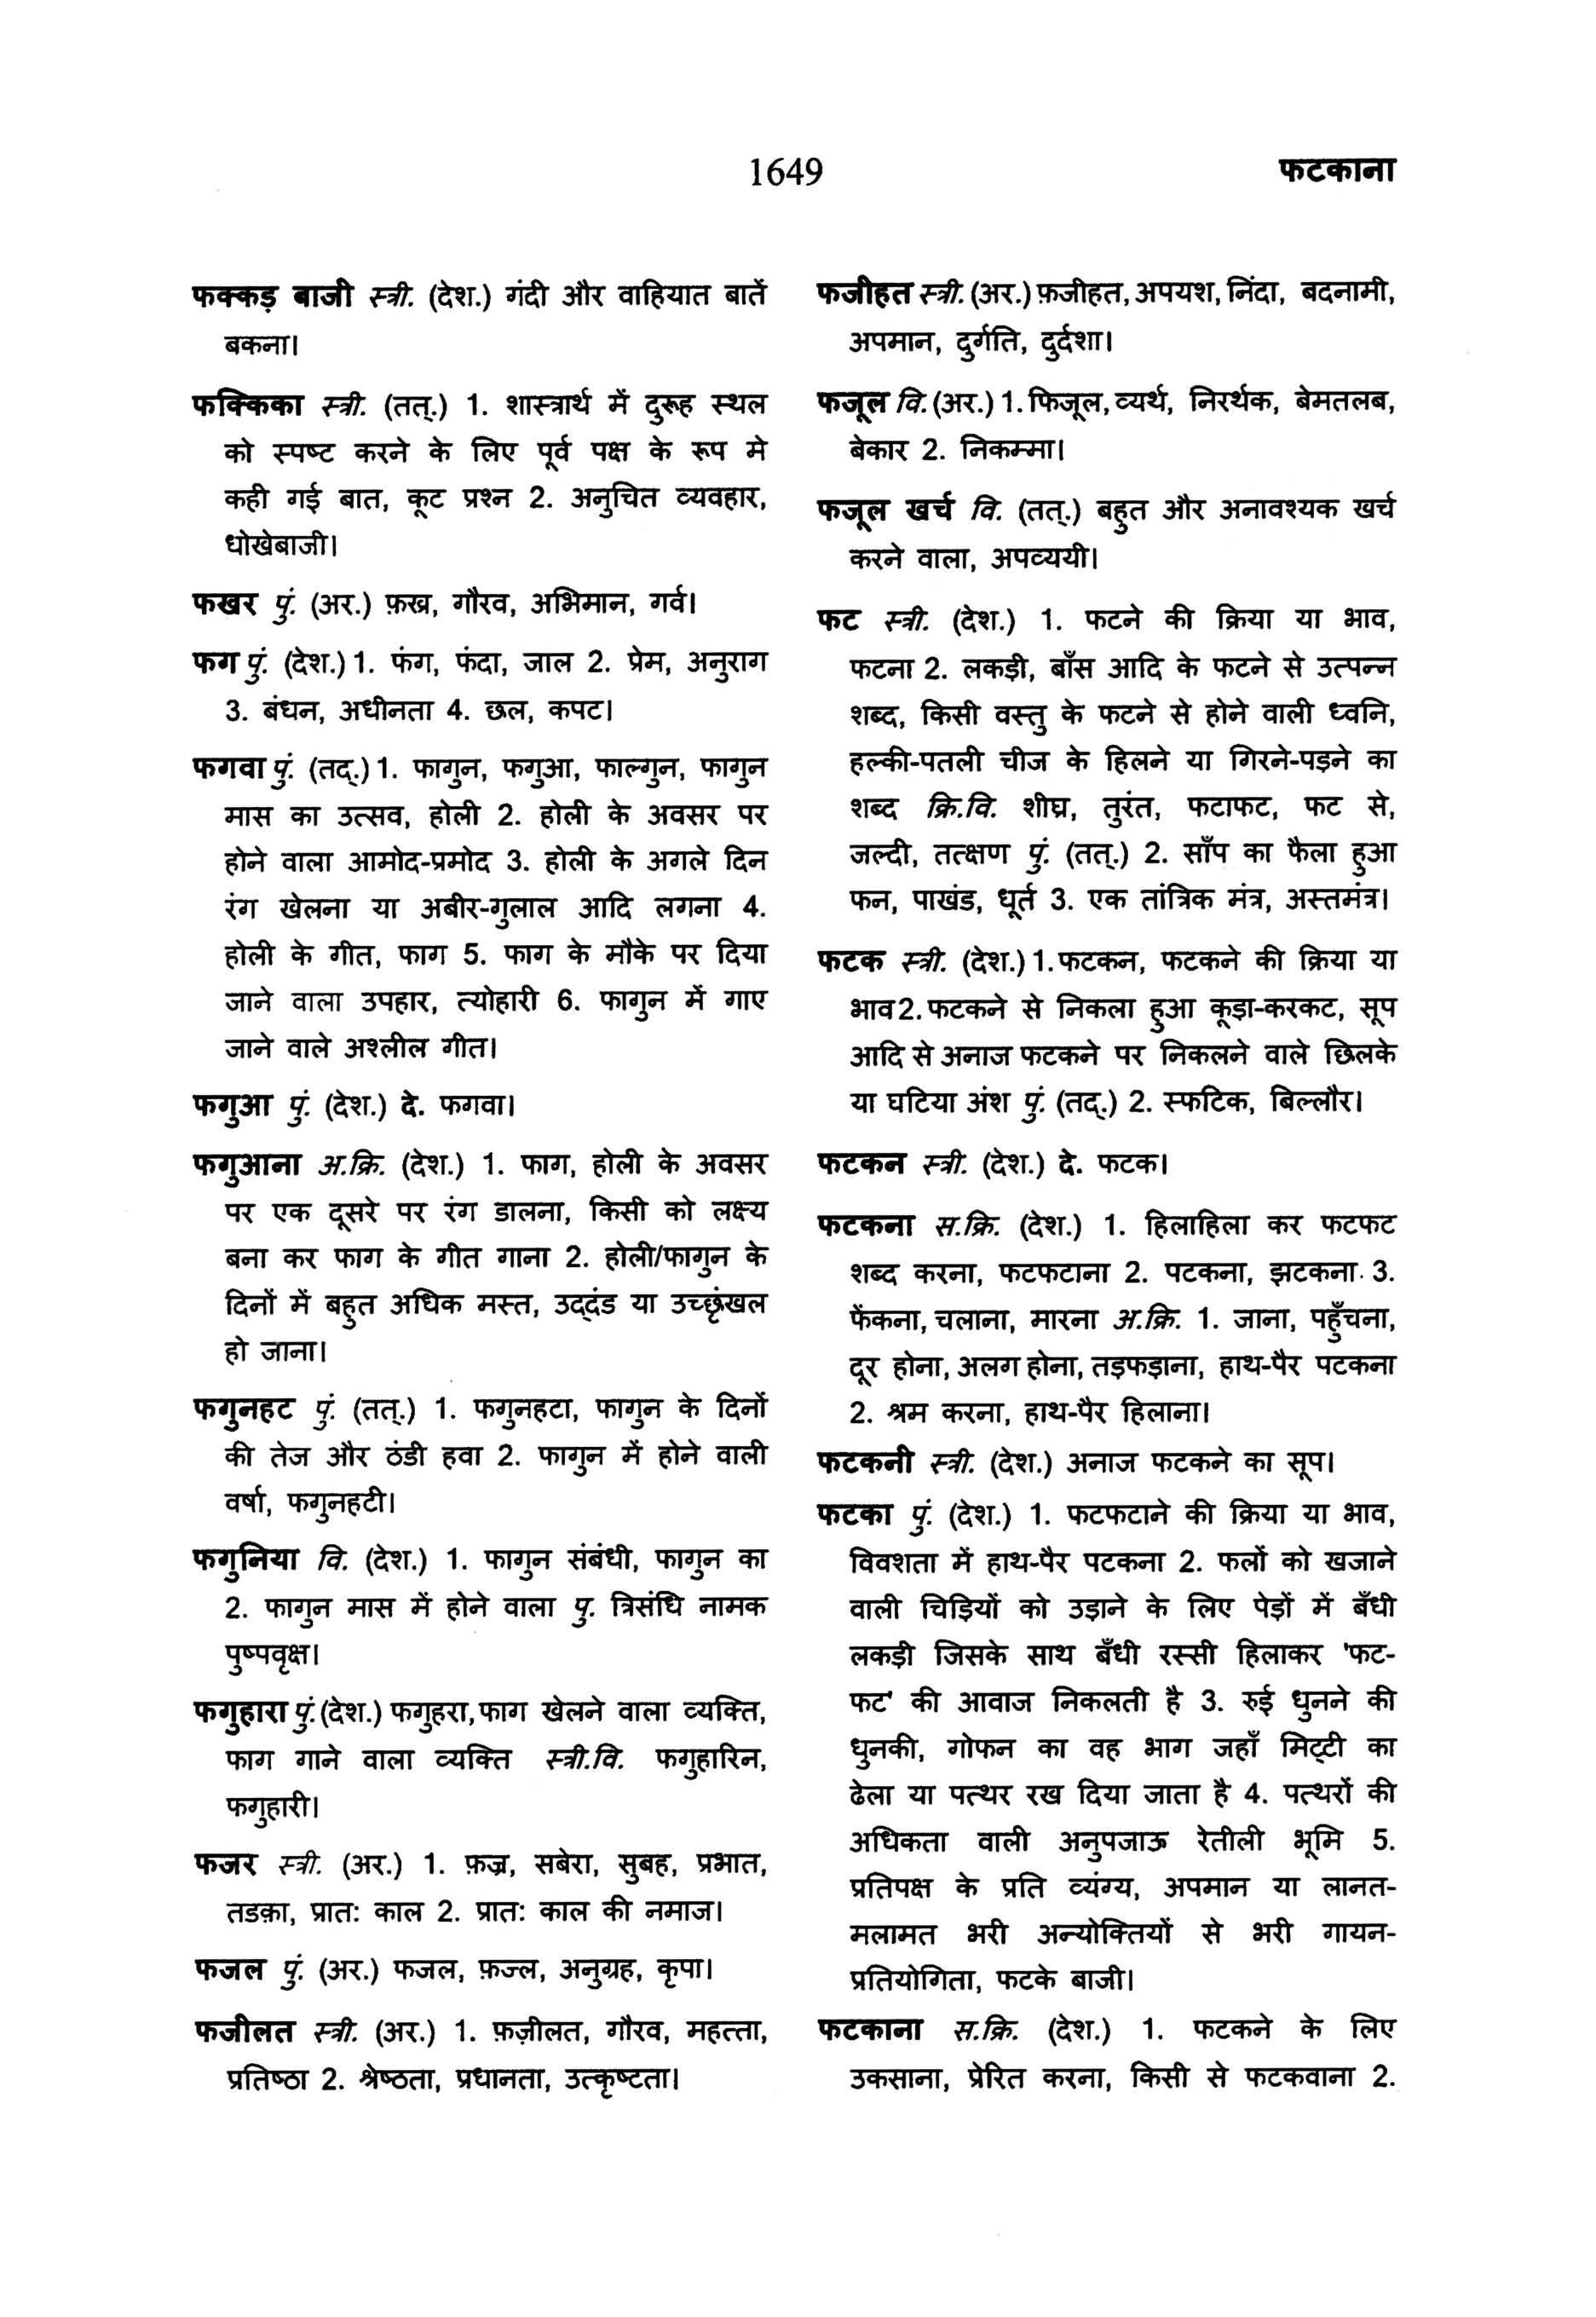 1649
फटकाना
फक्कड़ बाजी स्त्री. (देश.) गंदी और वाहियात बातें
बकना।
फक्किका स्त्री. (तत्.) 1. शास्त्रार्थ में दुरूह स्थल
को स्पष्ट करने के लिए पूर्व पक्ष के रूप मे
कही गई बात, कूट प्रश्न 2. अनुचित व्यवहार,
धोखेबाजी।
फखर पुं. (अर.) फ़ख्र, गौरव, अभिमान, गर्व।
फग पुं. (देश.) 1. फंग, फंदा, जाल 2. प्रेम, अनुराग
3. बंधन, अधीनता 4. छल, कपट।
फगवा पुं. (तद्.) 1. फागुन, फगुआ, फाल्गुन, फागुन
मास का उत्सव, होली 2. होली के अवसर पर
होने वाला आमोद-प्रमोद 3. होली के अगले दिन
रंग खेलना या अबीर-गुलाल आदि लगना 4.
होली के गीत, फाग 5. फाग के मौके पर दिया
जाने वाला उपहार, त्योहारी 6. फागुन में गाए
जाने वाले अश्लील गीत।
फगुआ पुं. (देश.) दे. फगवा।
फगुआना अ.क्रि. (देश.) 1. फाग, होली के अवसर
पर एक दूसरे पर रंग डालना, किसी को लक्ष्य
बना कर फाग के गीत गाना 2. होली/फागुन के
दिनों में बहुत अधिक मस्त, उद्दंड या उच्छृंखल
हो जाना।
फगुनहट पुं. (तत्.) 1. फगुनहटा, फागुन के दिनों
की तेज और ठंडी हवा 2. फागुन में होने वाली
वर्षा, फगुनहटी।
फगुनिया वि. (देश.) 1. फागुन संबंधी, फागुन का
2. फागुन मास में होने वाला पु. त्रिसंधि नामक
पुष्पवृक्ष।
फगुहारा पुं. (देश.) फगुहरा, फाग खेलने वाला व्यक्ति,
फाग गाने वाला व्यक्ति स्त्री.वि. फगुहारिन,
फगुहारी।
फजर स्त्री. (अर.) 1. फ़ज्र, सबेरा, सुबह, प्रभात,
तडक़ा, प्रात: काल 2. प्रात: काल की नमाज।
फजल पुं. (अर.) फजल, फ़ज्ल, अनुग्रह, कृपा।
फजीलत स्त्री. (अर.) 1. फ़ज़ीलत, गौरव, महत्ता,
प्रतिष्ठा 2. श्रेष्ठता, प्रधानता, उत्कृष्टता।
फजीहत स्त्री. (अर.) फ़जीहत, अपयश, निंदा, बदनामी,
अपमान, दुर्गति, दुर्दशा।
फजूल वि. (अर.) 1. फिजूल, व्यर्थ, निरर्थक, बेमतलब,
बेकार 2. निकम्मा।
फजूल खर्च वि. (तत्.) बहुत और अनावश्यक खर्च
करने वाला, अपव्ययी।
फट स्त्री. (देश.) 1. फटने की क्रिया या भाव,
फटना 2. लकड़ी, बाँस आदि के फटने से उत्पन्न
शब्द, किसी वस्तु के फटने से होने वाली ध्वनि,
हल्की-पतली चीज के हिलने या गिरने-पड़ने का
शब्द क्रि.वि. शीघ्र, तुरंत, फटाफट, फट से,
जल्दी, तत्क्षण पुं. (तत्.) 2. साँप का फैला हुआ
फन, पाखंड, धूर्त 3. एक तांत्रिक मंत्र, अस्तमंत्र।
फटक स्त्री. (देश.) 1. फटकन, फटकने की क्रिया या
भाव 2. फटकने से निकला हुआ कूड़ा-करकट, सूप
आदि से अनाज फटकने पर निकलने वाले छिलके
या घटिया अंश पुं. (तद्.) 2. स्फटिक, बिल्लौर।
फटकन स्त्री. (देश.) दे. फटक।
फटकना स.क्रि. (देश.) 1. हिलाहिला कर फटफट
शब्द करना, फटफटाना 2. पटकना, झटकना 3.
फेंकना, चलाना, मारना अ.क्रि. 1. जाना, पहुँचना,
दूर होना, अलग होना, तड़फड़ाना, हाथ-पैर पटकना
2. श्रम करना, हाथ-पैर हिलाना।
फटकनी स्त्री. (देश.) अनाज फटकने का सूप।
फटका पुं. (देश.) 1. फटफटाने की क्रिया या भाव,
विवशता में हाथ-पैर पटकना 2. फलों को खजाने
वाली चिड़ियों को उड़ाने के लिए पेड़ों में बँधी
लकड़ी जिसके साथ बँधी रस्सी हिलाकर 'फट-
फट' की आवाज निकलती है 3. रुई धुनने की
धुनकी, गोफन का वह भाग जहाँ मिट्टी का
ढेला या पत्थर रख दिया जाता है 4. पत्थरों की
अधिकता वाली अनुपजाऊ रेतीली भूमि 5.
प्रतिपक्ष के प्रति व्यंग्य, अपमान या लानत-
मलामत भरी अन्योक्तियों से भरी गायन-
प्रतियोगिता, फटके बाजी।
फटकाना स.क्रि. (देश.) 1. फटकने के लिए
उकसाना, प्रेरित करना, किसी से फटकवाना 2.